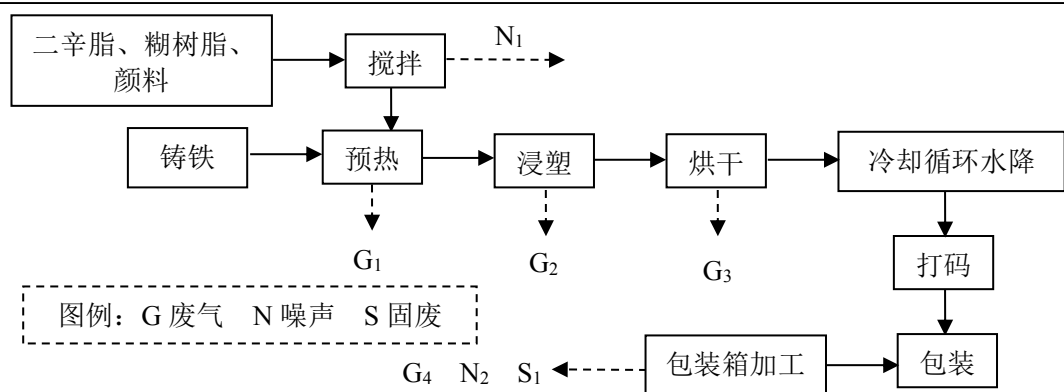 二辛脂、糊树脂、
颜料
搅拌
N₁
铸铁
预热
浸塑
烘干
冷却循环水降
G₁
G₂
G₃
打码
图例：G 废气 N 噪声 S 固废
G₄ N₂ S₁
包装箱加工
包装